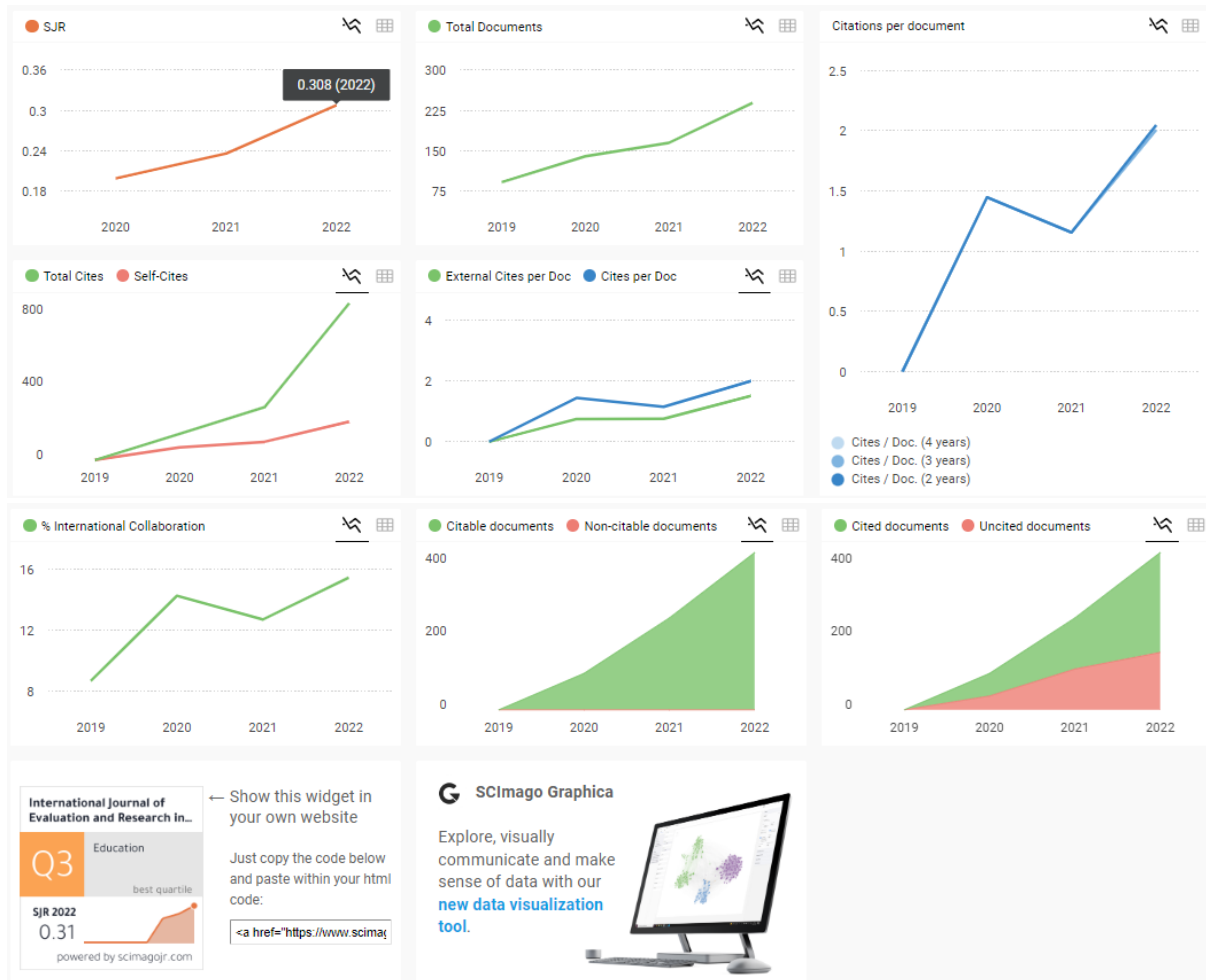 SJR
0.36
0.3
0.24
0.18
0.308 (2022)
2020 2021 2022
Total Documents
300
225
150
75
2019 2020 2021 2022
Citations per document
2.5
2
1.5
1
0.5
0
2019 2020 2021 2022
Cites / Doc. (4 years)
Cites / Doc. (3 years)
Cites / Doc. (2 years)
Total Cites Self-Cites
800
400
0
2019 2020 2021 2022
External Cites per Doc Cites per Doc
4
2
0
2019 2020 2021 2022
% International Collaboration
16
12
8
2019 2020 2021 2022
Citable documents Non-citable documents
400
200
0
2019 2020 2021 2022
Cited documents Uncited documents
400
200
0
2019 2020 2021 2022
International Journal of
Evaluation and Research in...
Q3
Education
best quartile
SJR 2022
0.31
powered by scimagojr.com
← Show this widget in
your own website
Just copy the code below
and paste within your html
code:
<a href="https://www.scimag
SCImago Graphica
Explore, visually
communicate and make
sense of data with our
new data visualization
tool.